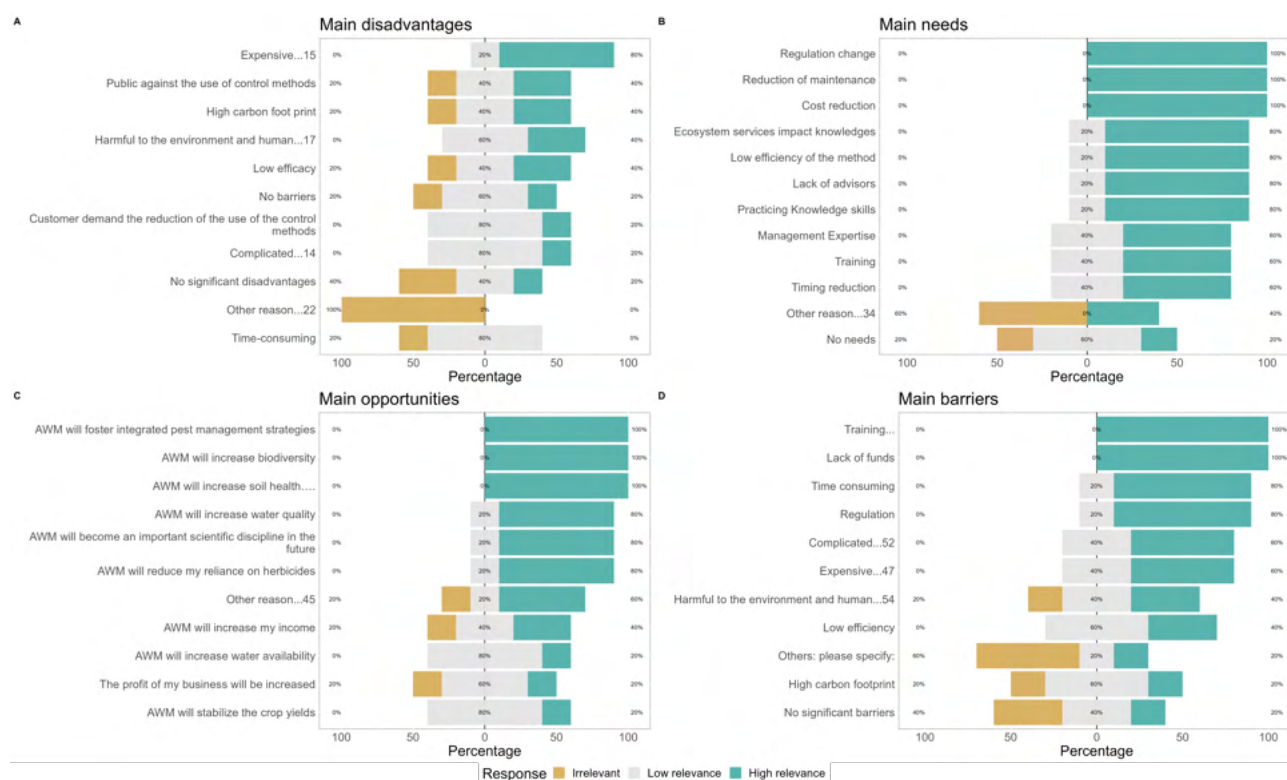 A Main disadvantages
Expensive...15 0% 20% 80%
Public against the use of control methods 20% 40% 40%
High carbon foot print 20% 40% 40%
Harmful to the environment and human...17 0% 60% 40%
Low efficacy 20% 40% 40%
No barriers 20% 60% 20%
Customer demand the reduction of the use of the control
methods 0% 80% 20%
Complicated...14 0% 80% 20%
No significant disadvantages 40% 40% 20%
Other reason...22 100% 0% 0%
Time-consuming 20% 80% 0%
100 50 0 50 100
Percentage
B Main needs
Regulation change 0% 0% 100%
Reduction of maintenance 0% 0% 100%
Cost reduction 0% 0% 100%
Ecosystem services impact knowledges 0% 20% 80%
Low efficiency of the method 0% 20% 80%
Lack of advisors 0% 20% 80%
Practicing Knowledge skills 0% 20% 80%
Management Expertise 0% 40% 60%
Training 0% 40% 60%
Timing reduction 0% 40% 60%
Other reason...34 60% 0% 40%
No needs 20% 60% 20%
100 50 0 50 100
Percentage
C Main opportunities
AWM will foster integrated pest management strategies 0% 0% 100%
AWM will increase biodiversity 0% 0% 100%
AWM will increase soil health.... 0% 0% 100%
AWM will increase water quality 0% 20% 80%
AWM will become an important scientific discipline in the
future 0% 20% 80%
AWM will reduce my reliance on herbicides 0% 20% 80%
Other reason...45 20% 20% 60%
AWM will increase my income 20% 40% 40%
AWM will increase water availability 0% 80% 20%
The profit of my business will be increased 20% 60% 20%
AWM will stabilize the crop yields 0% 80% 20%
100 50 0 50 100
Percentage
D Main barriers
Training... 0% 0% 100%
Lack of funds 0% 0% 100%
Time consuming 0% 20% 80%
Regulation 0% 20% 80%
Complicated...52 0% 40% 60%
Expensive...47 0% 40% 60%
Harmful to the environment and human...54 20% 40% 40%
Low efficiency 0% 60% 40%
Others: please specify: 60% 20% 20%
High carbon footprint 20% 60% 20%
No significant barriers 40% 40% 20%
100 50 0 50 100
Percentage
Response Irrelevant Low relevance High relevance